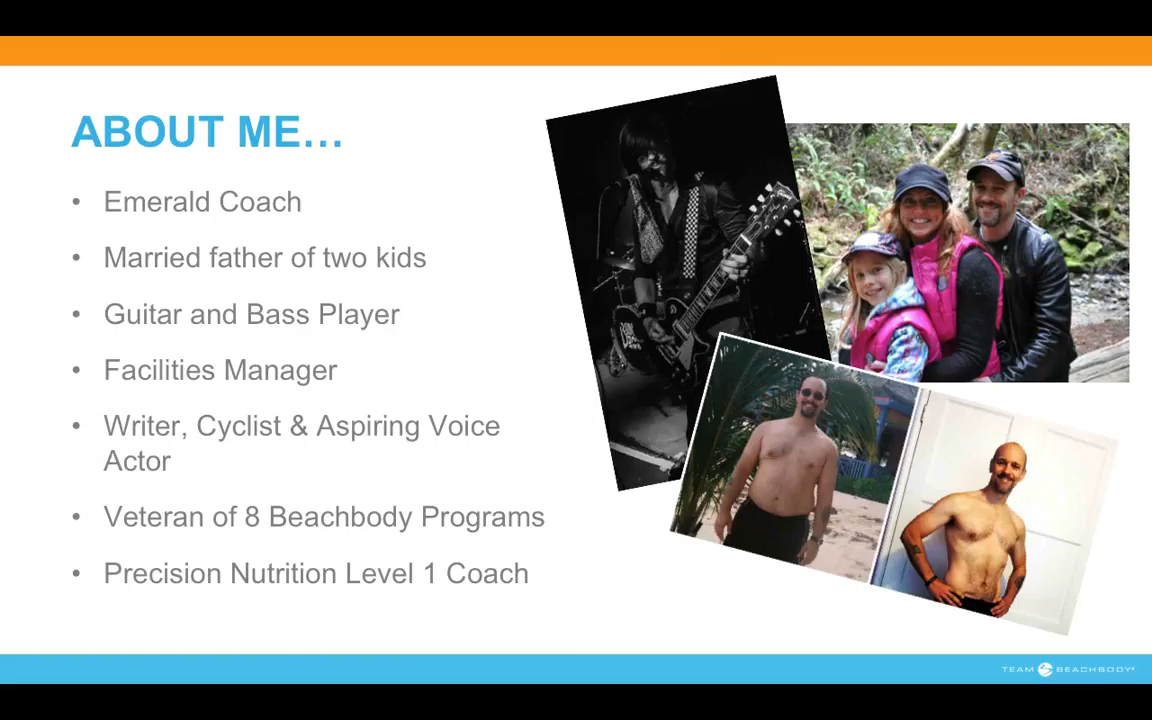 ABOUT ME…
• Emerald Coach
• Married father of two kids
• Guitar and Bass Player
• Facilities Manager
• Writer, Cyclist & Aspiring Voice
Actor
• Veteran of 8 Beachbody Programs
• Precision Nutrition Level 1 Coach
TEAM BEACHBODY